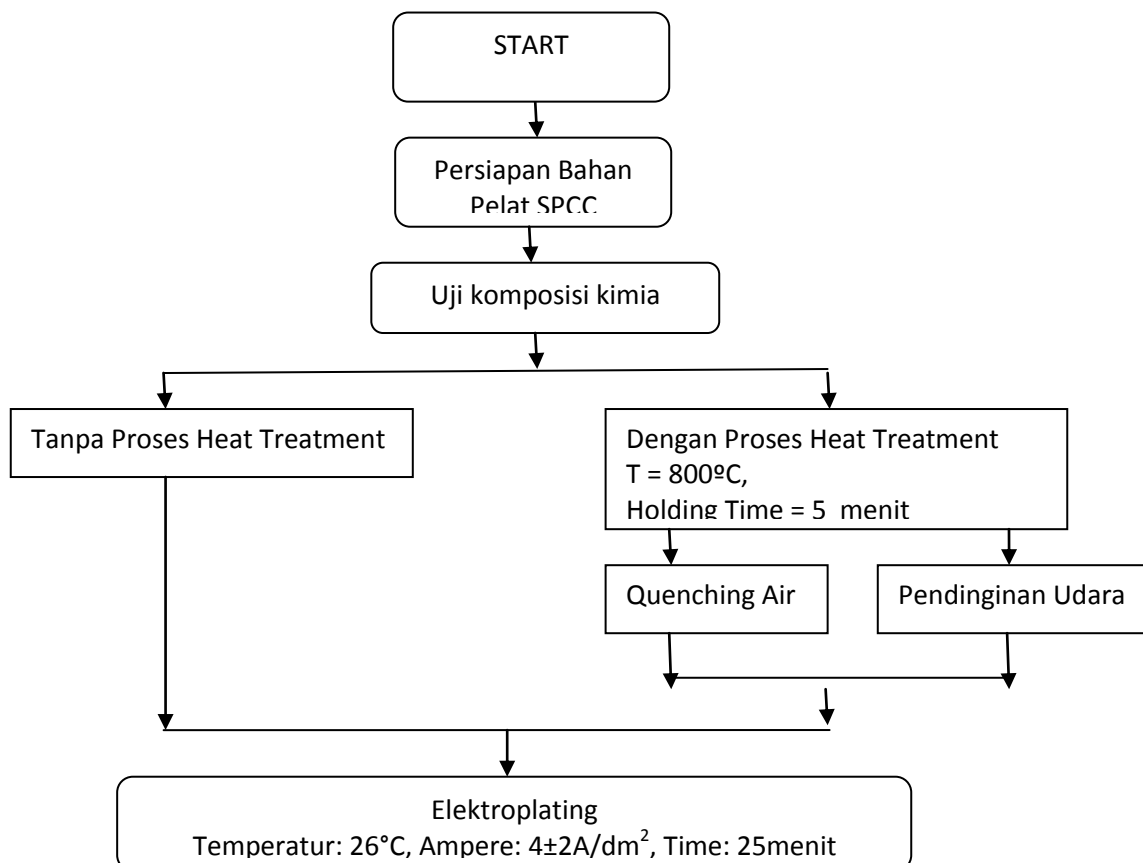 START
Persiapan Bahan
Pelat SPCC
Uji komposisi kimia
Tanpa Proses Heat Treatment
Dengan Proses Heat Treatment
T = 800ºC,
Holding Time = 5 menit
Quenching Air
Pendinginan Udara
Elektroplating
Temperatur: 26°C, Ampere: 4±2A/dm², Time: 25menit